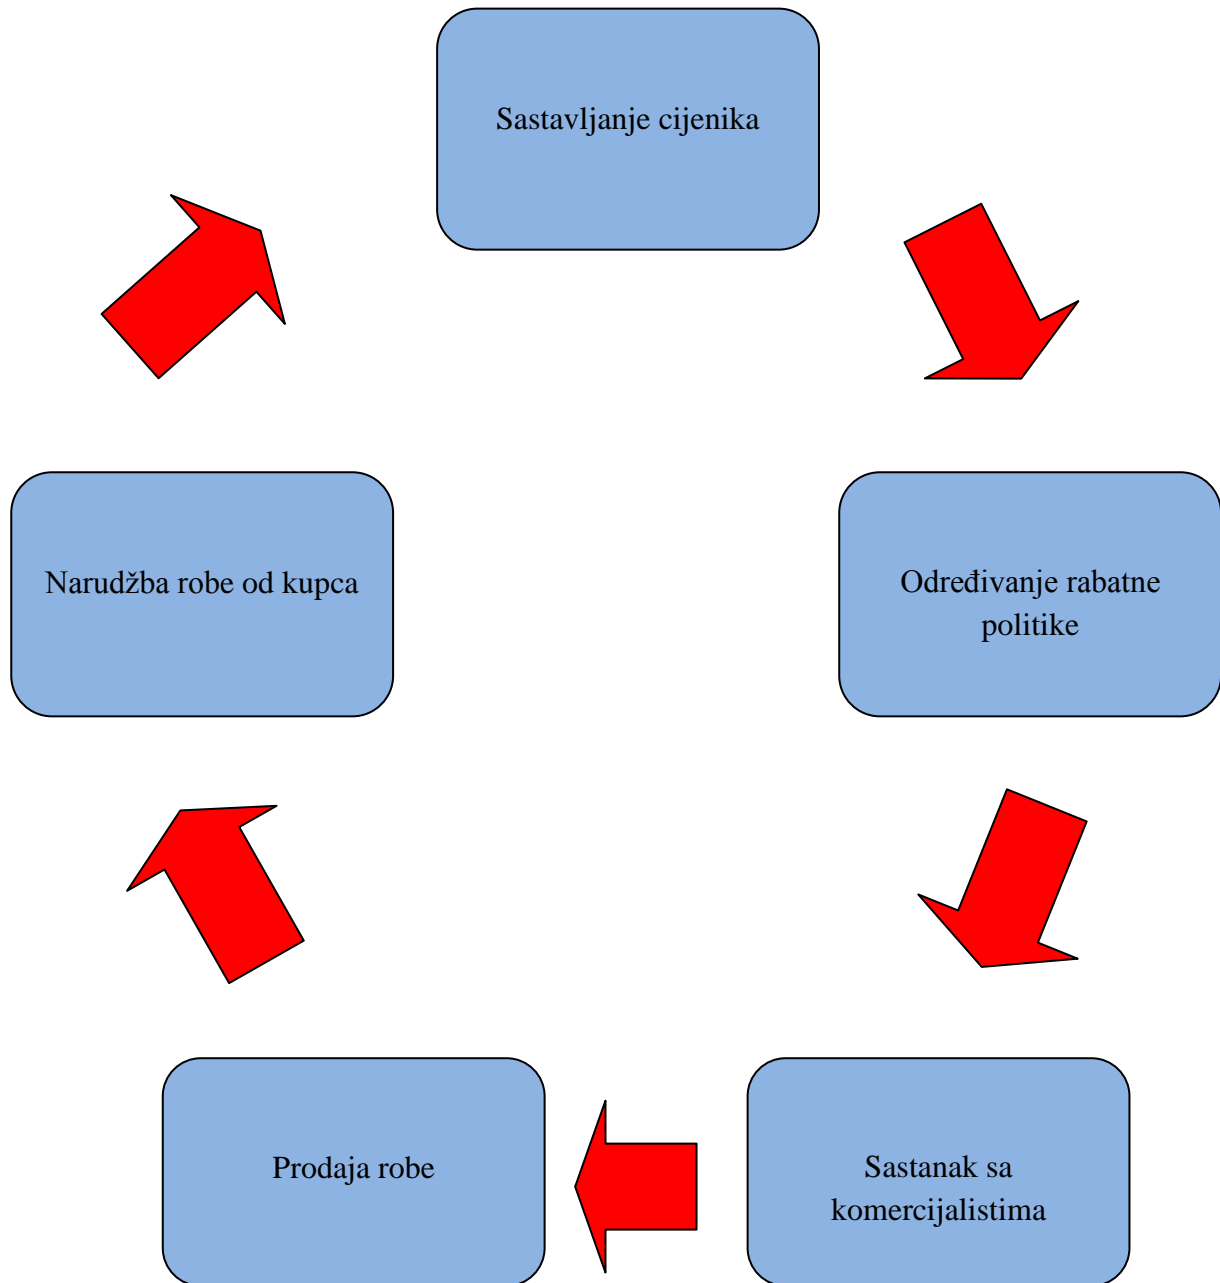 Sastavljanje cijenika
Određivanje rabatne
politike
Sastanak sa
komercijalistima
Prodaja robe
Narudžba robe od kupca